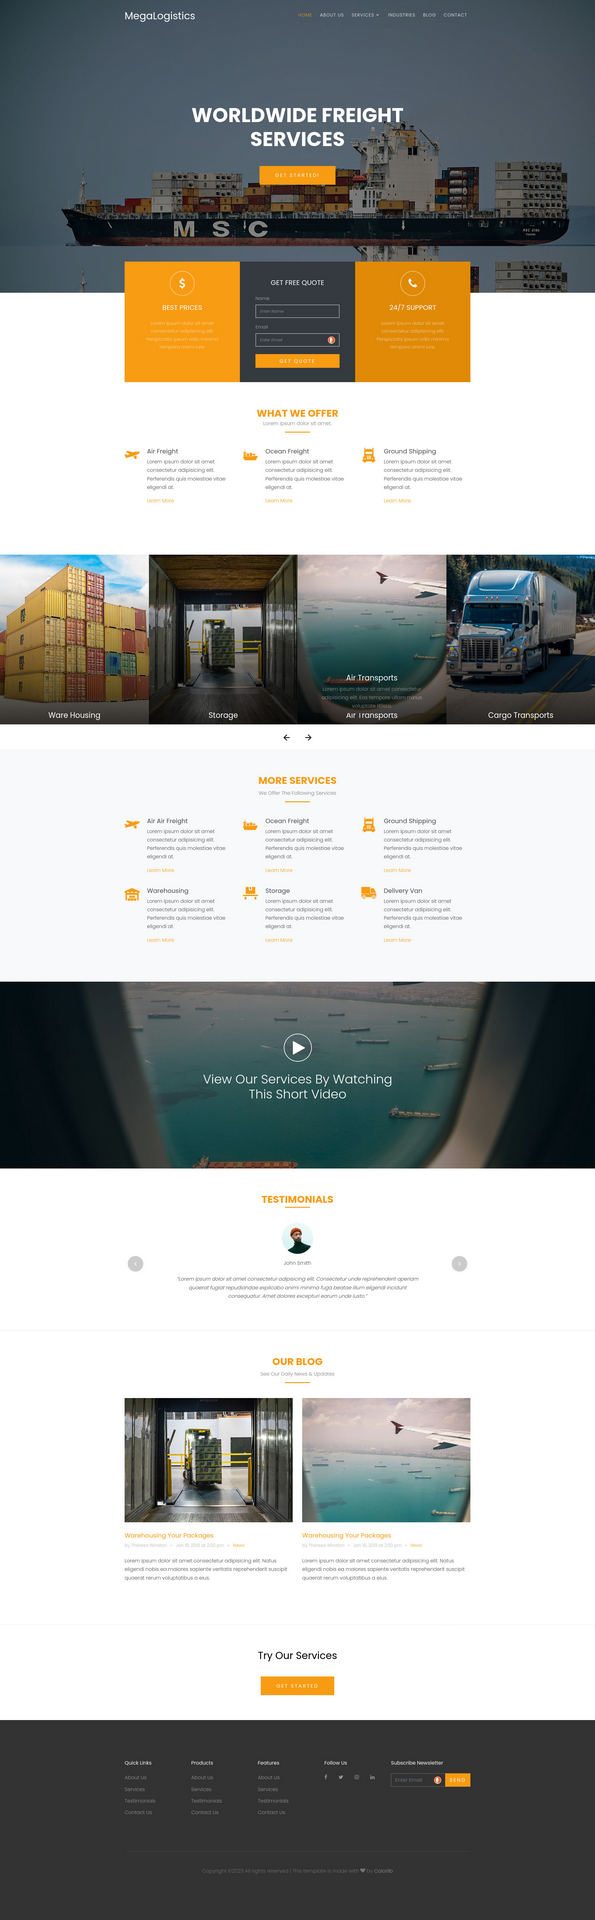 MegaLogistics
HOME ABOUT US SERVICES INDUSTRIES BLOG CONTACT
WORLDWIDE FREIGHT
SERVICES
GET STARTED!
MSC
BEST PRICES
Lorem ipsum dolor sit amet
consectetur adipisicing elit.
Perspiciatis ipsum odio minima
tempora animi iure.
GET FREE QUOTE
Name
Enter Name
Email
Enter Email
GET QUOTE
24/7 SUPPORT
Lorem ipsum dolor sit amet
consectetur adipisicing elit.
Perspiciatis ipsum odio minima
tempora animi iure.
WHAT WE OFFER
Lorem ipsum dolor sit amet.
Air Freight
Lorem ipsum dolor sit amet
consectetur adipisicing elit.
Perferendis quis molestiae vitae
eligendi at.
Learn More
Ocean Freight
Lorem ipsum dolor sit amet
consectetur adipisicing elit.
Perferendis quis molestiae vitae
eligendi at.
Learn More
Ground Shipping
Lorem ipsum dolor sit amet
consectetur adipisicing elit.
Perferendis quis molestiae vitae
eligendi at.
Learn More
Ware Housing
Storage
Air Transports
Lorem ipsum dolor sit amet consectetur
adipisicing elit. Eos tempore ullam minus
voluptate libero.
Air Transports
Cargo Transports
MORE SERVICES
We Offer The Following Services
Air Air Freight
Lorem ipsum dolor sit amet
consectetur adipisicing elit.
Perferendis quis molestiae vitae
eligendi at.
Learn More
Ocean Freight
Lorem ipsum dolor sit amet
consectetur adipisicing elit.
Perferendis quis molestiae vitae
eligendi at.
Learn More
Ground Shipping
Lorem ipsum dolor sit amet
consectetur adipisicing elit.
Perferendis quis molestiae vitae
eligendi at.
Learn More
Warehousing
Lorem ipsum dolor sit amet
consectetur adipisicing elit.
Perferendis quis molestiae vitae
eligendi at.
Learn More
Storage
Lorem ipsum dolor sit amet
consectetur adipisicing elit.
Perferendis quis molestiae vitae
eligendi at.
Learn More
Delivery Van
Lorem ipsum dolor sit amet
consectetur adipisicing elit.
Perferendis quis molestiae vitae
eligendi at.
Learn More
View Our Services By Watching
This Short Video
TESTIMONIALS
John Smith
"Lorem ipsum dolor sit amet consectetur adipisicing elit. Consectetur unde reprehenderit aperiam
quaerat fugiat repudiandae explicabo animi minima fuga beatae illum eligendi incidunt
consequatur. Amet dolores excepturi earum unde iusto."
OUR BLOG
See Our Daily News & Updates
Warehousing Your Packages
by Theresa Winston • Jan 18, 2019 at 2:00 pm • News
Lorem ipsum dolor sit amet consectetur adipisicing elit. Natus
eligendi nobis ea maiores sapiente veritatis reprehenderit suscipit
quaerat rerum voluptatibus a eius.
Warehousing Your Packages
by Theresa Winston • Jan 18, 2019 at 2:00 pm • News
Lorem ipsum dolor sit amet consectetur adipisicing elit. Natus
eligendi nobis ea maiores sapiente veritatis reprehenderit suscipit
quaerat rerum voluptatibus a eius.
Try Our Services
GET STARTED
Quick Links
About Us
Services
Testimonials
Contact Us
Products
About Us
Services
Testimonials
Contact Us
Features
About Us
Services
Testimonials
Contact Us
Follow Us
Subscribe Newsletter
Enter Email
SEND
Copyright ©2023 All rights reserved | This template is made with ♥ by Colorlib